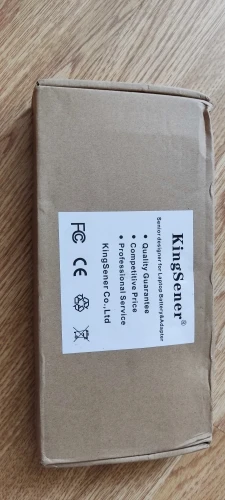 KingSener®
Senior designer for Laptop Battery&Adapter
● Quality Guarantee
● Competitive Price
● Professional Service
KingSener Co.,Ltd
FC CE